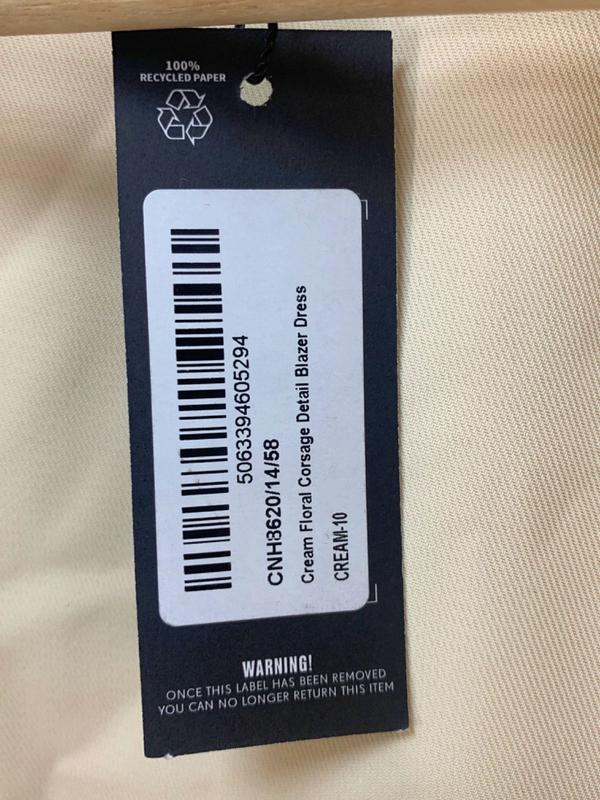 100%
RECYCLED PAPER
5063394605294
CNH8620/14/58
Cream Floral Corsage Detail Blazer Dress
CREAM-10
WARNING!
ONCE THIS LABEL HAS BEEN REMOVED
YOU CAN NO LONGER RETURN THIS ITEM